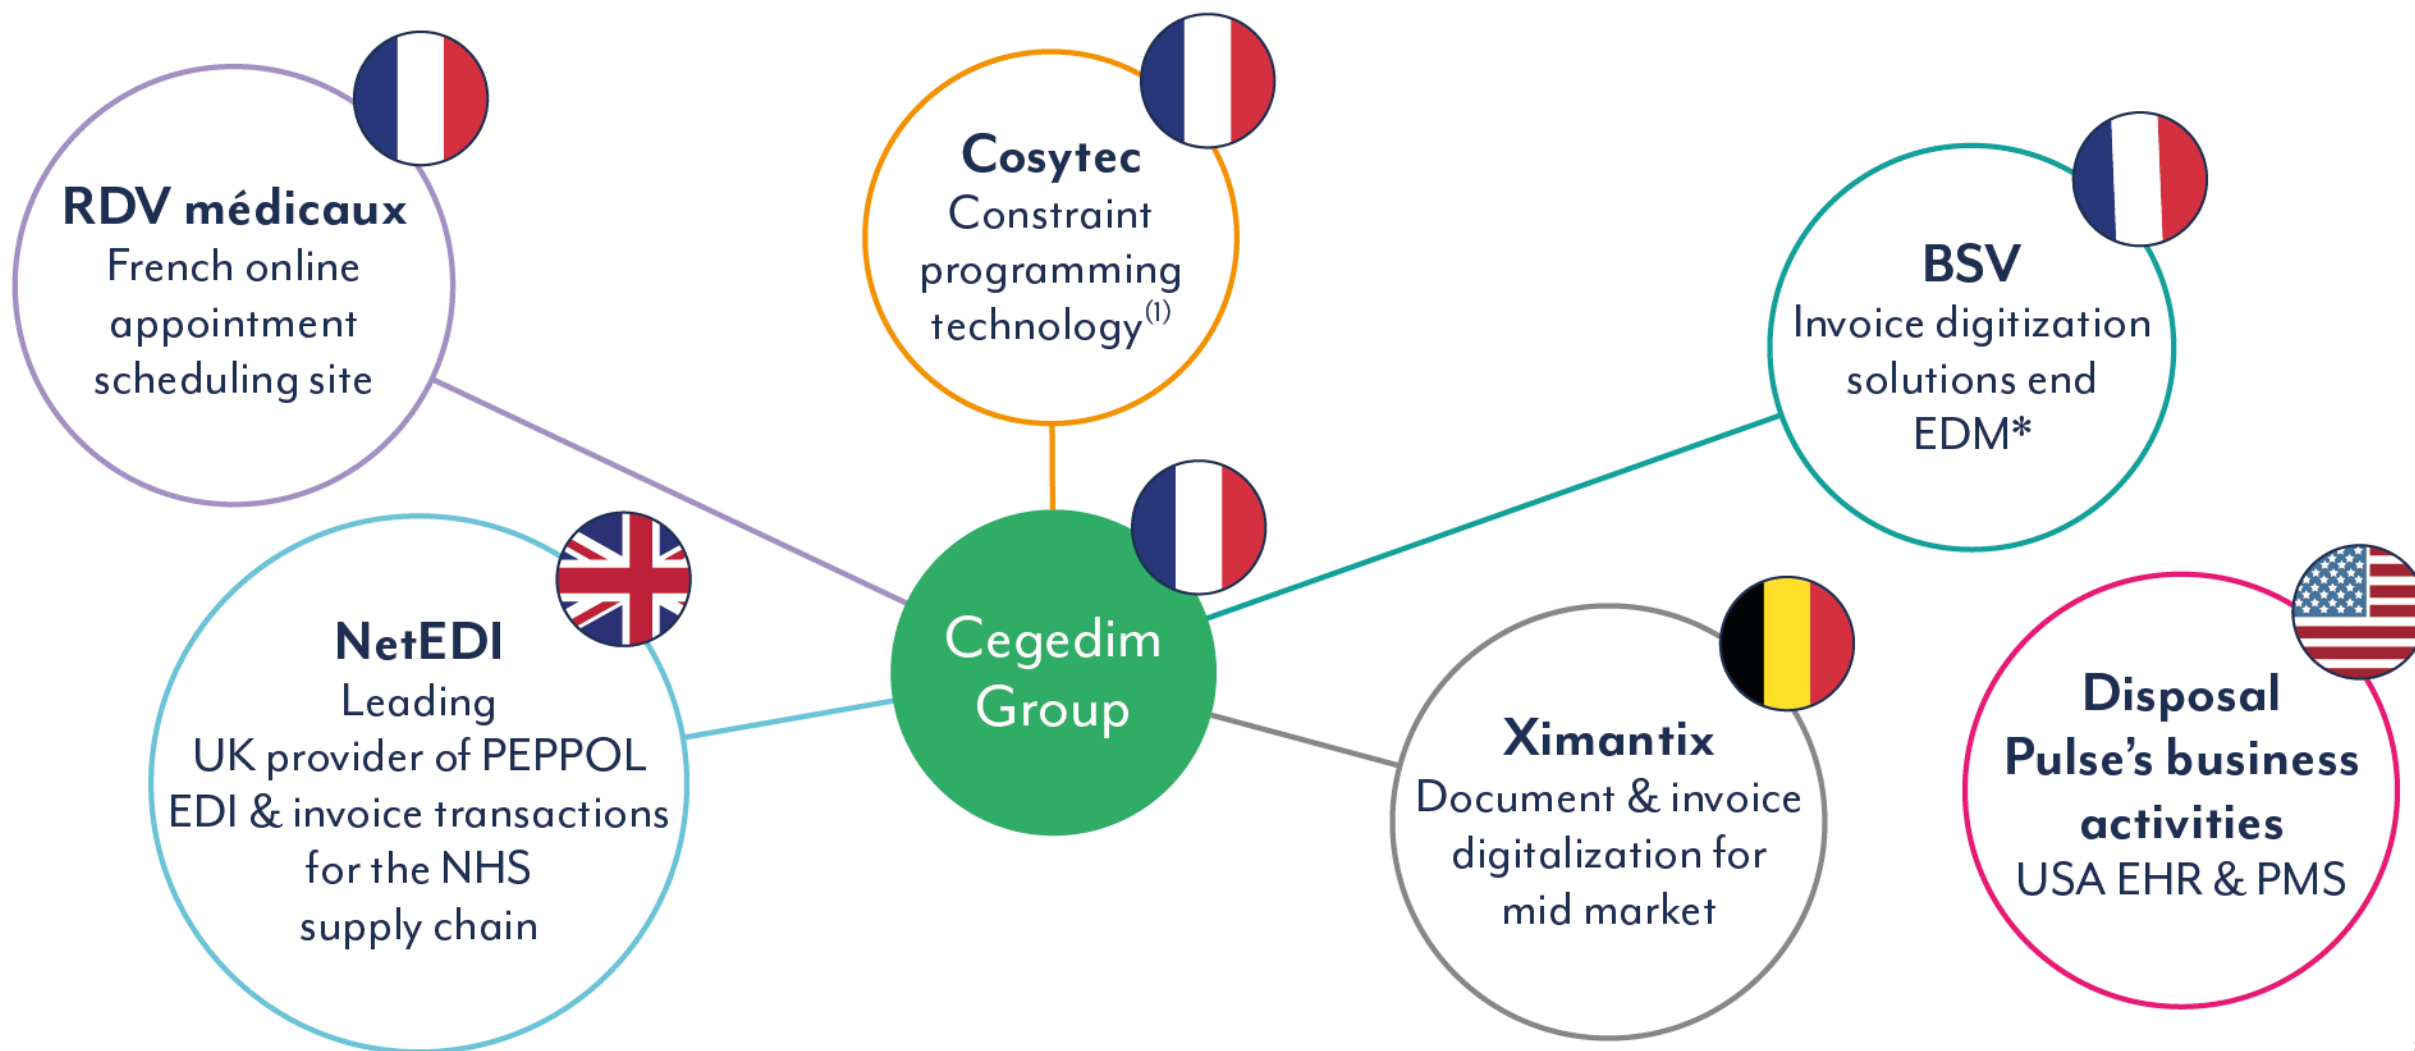 RDV médicaux
French online
appointment
scheduling site
Cosytec
Constraint
programming
technology(1)
BSV
Invoice digitization
solutions end
EDM*
NetEDI
Leading
UK provider of PEPPOL
EDI & invoice transactions
for the NHS
supply chain
Cegedim
Group
Ximantix
Document & invoice
digitalization for
mid market
Disposal
Pulse’s business
activities
USA EHR & PMS